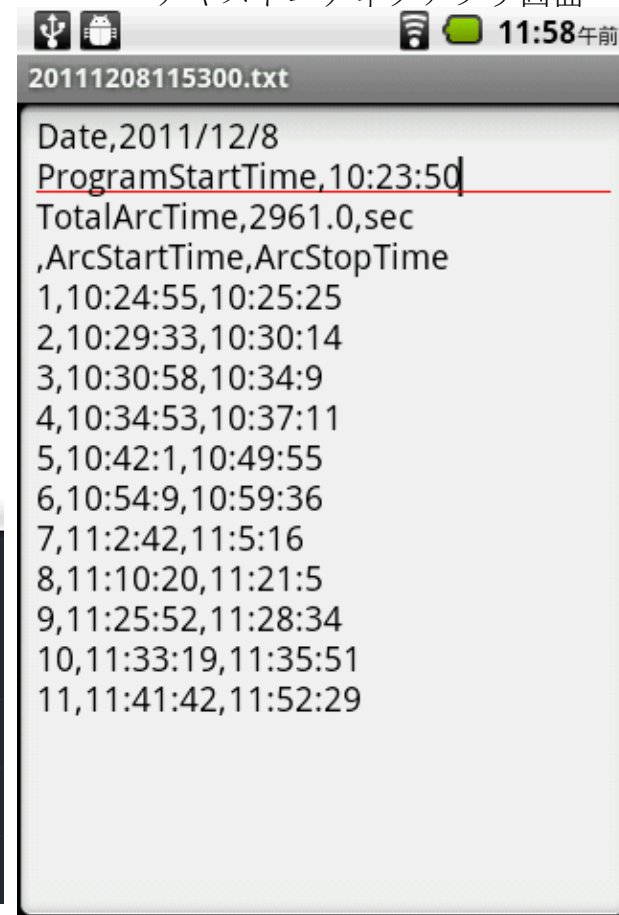 11:58午前
20111208115300.txt
Date,2011/12/8
ProgramStartTime,10:23:50
TotalArcTime,2961.0,sec
,ArcStartTime,ArcStopTime
1,10:24:55,10:25:25
2,10:29:33,10:30:14
3,10:30:58,10:34:9
4,10:34:53,10:37:11
5,10:42:1,10:49:55
6,10:54:9,10:59:36
7,11:2:42,11:5:16
8,11:10:20,11:21:5
9,11:25:52,11:28:34
10,11:33:19,11:35:51
11,11:41:42,11:52:29